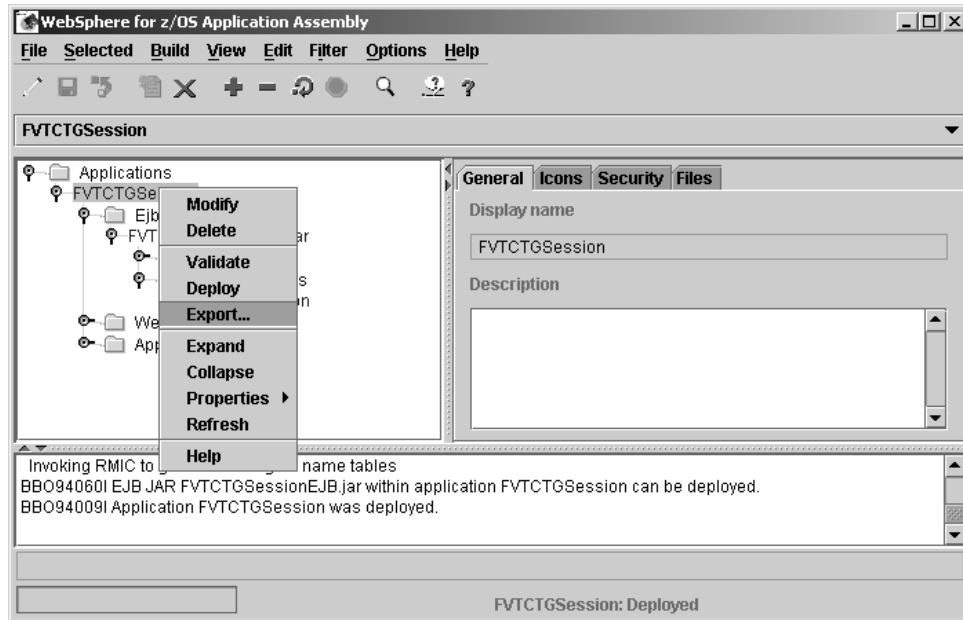 WebSphere for z/OS Application Assembly
File Selected Build View Edit Filter Options Help
FVTCTGSession
Applications
FVTCTGSe
Ejb
FVT ar
s
on
We
App
Modify
Delete
Validate
Deploy
Export...
Expand
Collapse
Properties
Refresh
Help
General Icons Security Files
Display name
FVTCTGSession
Description
Invoking RMIC to g name tables
BBO94060I EJB JAR FVTCTGSessionEJB.jar within application FVTCTGSession can be deployed.
BBO94009I Application FVTCTGSession was deployed.
FVTCTGSession: Deployed